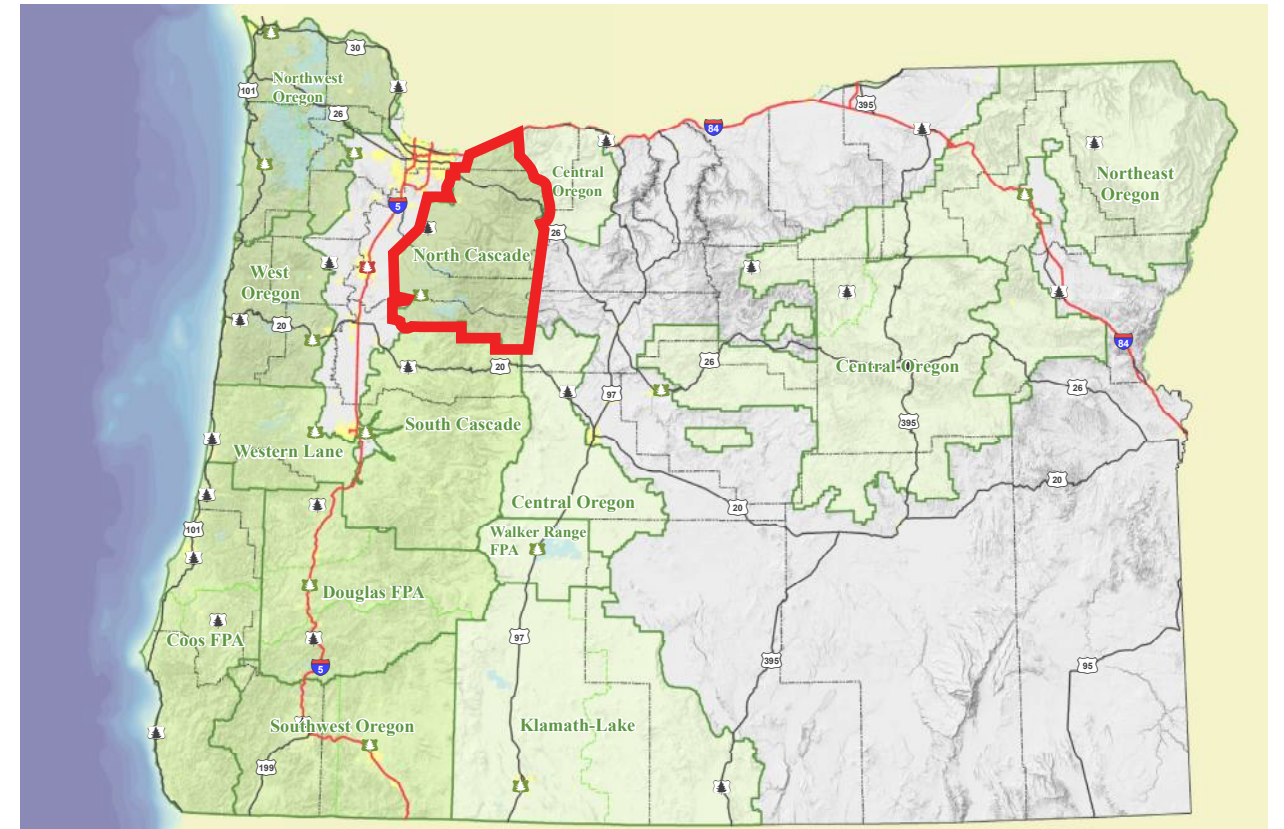 30
Northwest
Oregon
101
26
395
84
5
Central
Oregon
Northeast
Oregon
26
North Cascade
West
Oregon
20
84
20
26
Central Oregon
26
97
395
South Cascade
Western Lane
20
Central Oregon
20
101
Walker Range
FPA
Douglas FPA
97
Coos FPA
395
95
5
Southwest Oregon
Klamath-Lake
199